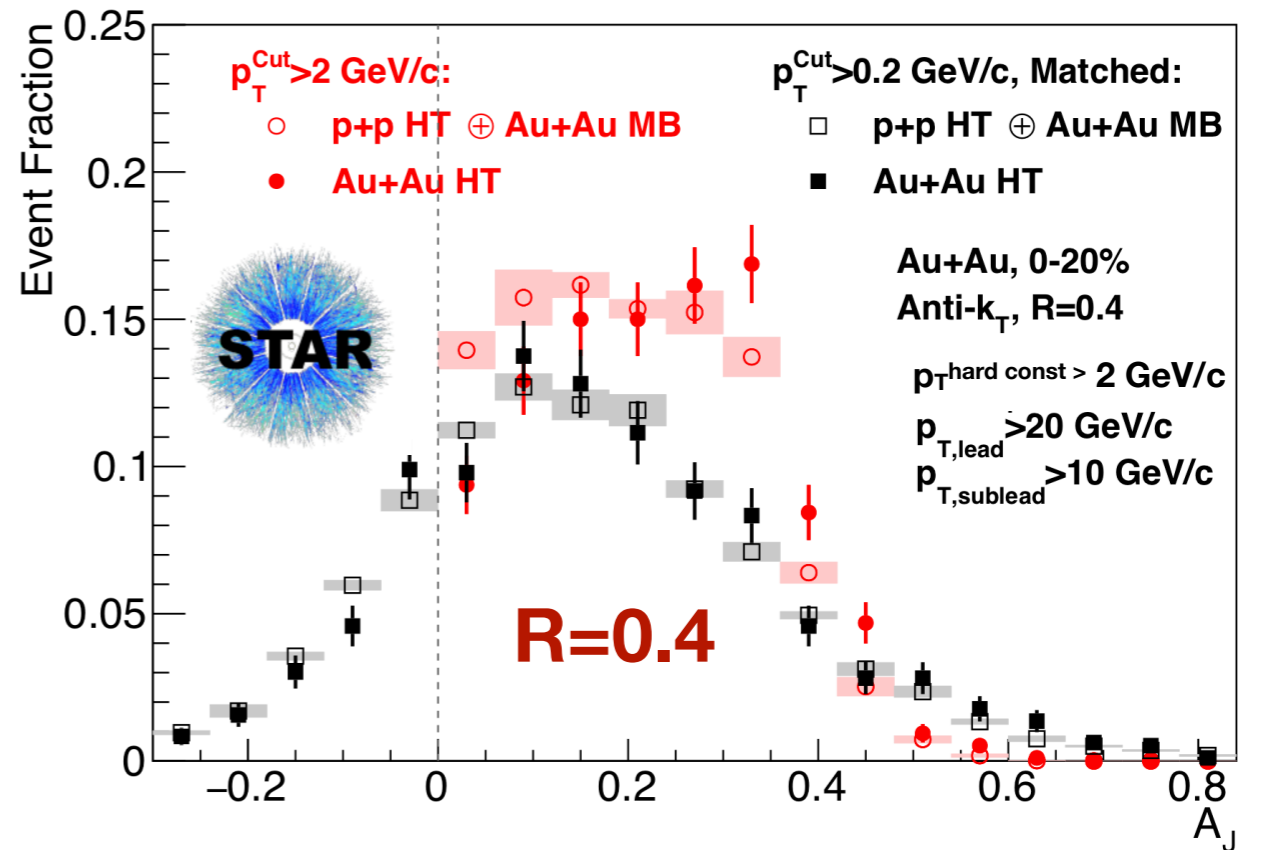 Event Fraction
0.25
0.2
0.15
0.1
0.05
0
p_T^Cut>2 GeV/c:
p+p HT ⊕ Au+Au MB
Au+Au HT
p_T^Cut>0.2 GeV/c, Matched:
p+p HT ⊕ Au+Au MB
Au+Au HT
STAR
Au+Au, 0-20%
Anti-k_T, R=0.4
p_T^hard const > 2 GeV/c
p_T,lead>20 GeV/c
p_T,sublead>10 GeV/c
R=0.4
−0.2 0 0.2 0.4 0.6 0.8
A_J